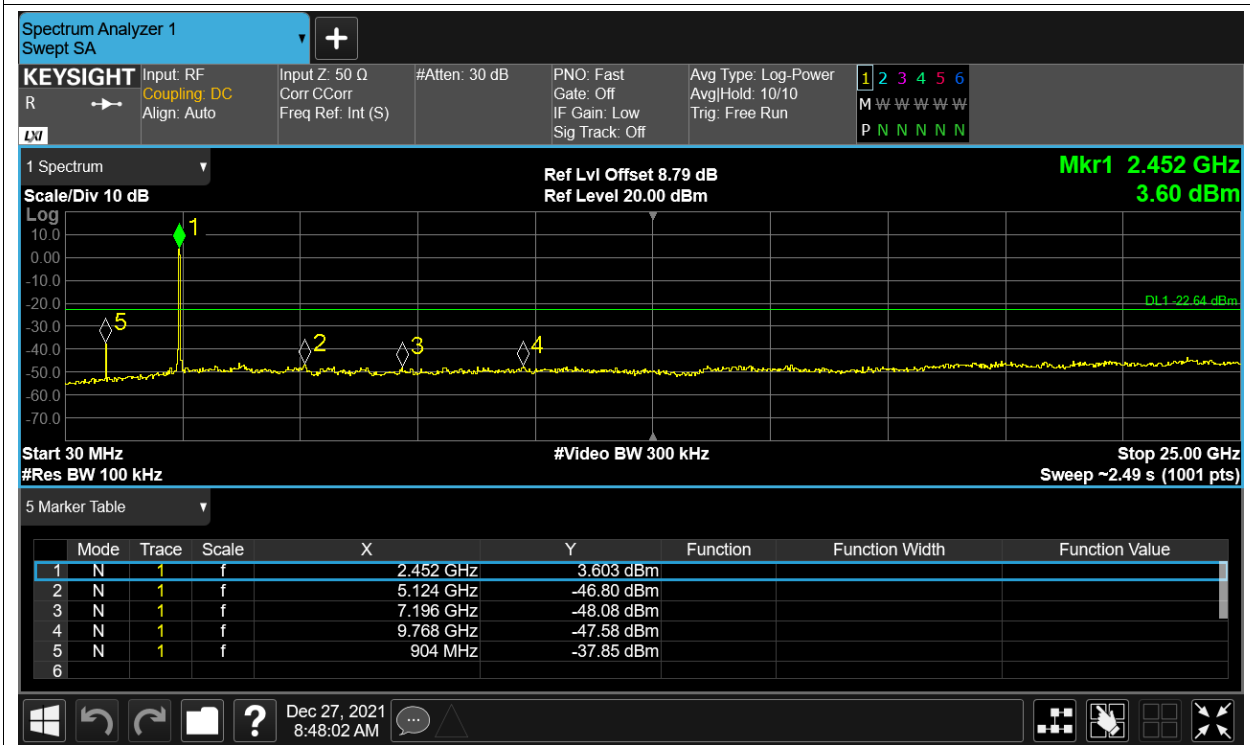 Spectrum Analyzer 1
Swept SA
KEYSIGHT
R
LXI
Input: RF
Coupling: DC
Align: Auto
Input Z: 50 Ω
Corr CCorr
Freq Ref: Int (S)
#Atten: 30 dB
PNO: Fast
Gate: Off
IF Gain: Low
Sig Track: Off
Avg Type: Log-Power
Avg|Hold: 10/10
Trig: Free Run
1 2 3 4 5 6
M W W W W W
P N N N N N
1 Spectrum
Scale/Div 10 dB
Ref Lvl Offset 8.79 dB
Ref Level 20.00 dBm
Mkr1 2.452 GHz
3.60 dBm
Log
10.0
0.00
-10.0
-20.0
-30.0
-40.0
-50.0
-60.0
-70.0
1
5
2
3
4
DL1 -22.64 dBm
Start 30 MHz
#Res BW 100 kHz
#Video BW 300 kHz
Stop 25.00 GHz
Sweep ~2.49 s (1001 pts)
5 Marker Table
Mode Trace Scale X Y Function Function Width Function Value
1 N 1 f 2.452 GHz 3.603 dBm
2 N 1 f 5.124 GHz -46.80 dBm
3 N 1 f 7.196 GHz -48.08 dBm
4 N 1 f 9.768 GHz -47.58 dBm
5 N 1 f 904 MHz -37.85 dBm
6
?
Dec 27, 2021
8:48:02 AM